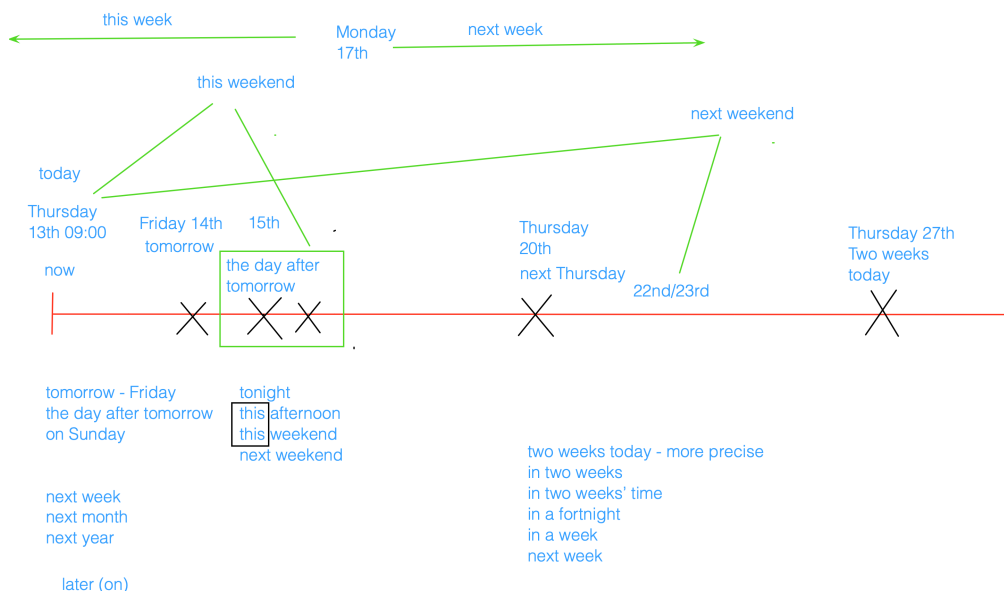 this week
Monday
17th
next week
this weekend
next weekend
today
Thursday
13th 09:00
Friday 14th
tomorrow
15th
the day after
tomorrow
now
Thursday
20th
next Thursday
22nd/23rd
Thursday 27th
Two weeks
today
tomorrow - Friday
the day after tomorrow
on Sunday
tonight
this afternoon
this weekend
next weekend
next week
next month
next year
later (on)
two weeks today - more precise
in two weeks
in two weeks' time
in a fortnight
in a week
next week